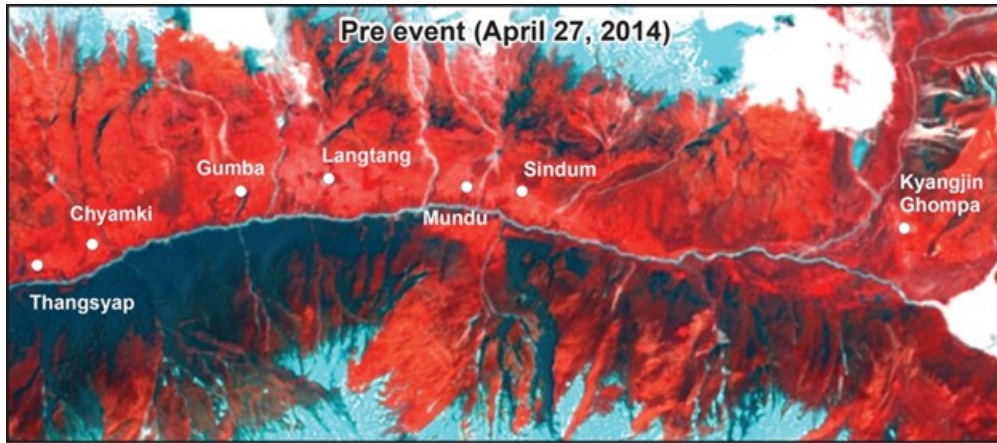 Pre event (April 27, 2014)
Gumba
Langtang
Sindum
Kyangjin
Ghompa
Chyamki
Mundu
Thangsyap